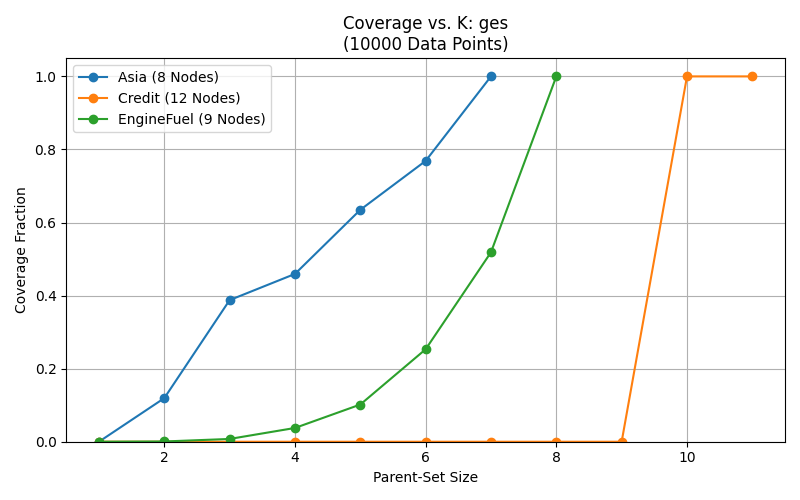 Coverage vs. K: ges
(10000 Data Points)
Asia (8 Nodes)
Credit (12 Nodes)
EngineFuel (9 Nodes)
Coverage Fraction
1.0
0.8
0.6
0.4
0.2
0.0
2 4 6 8 10
Parent-Set Size